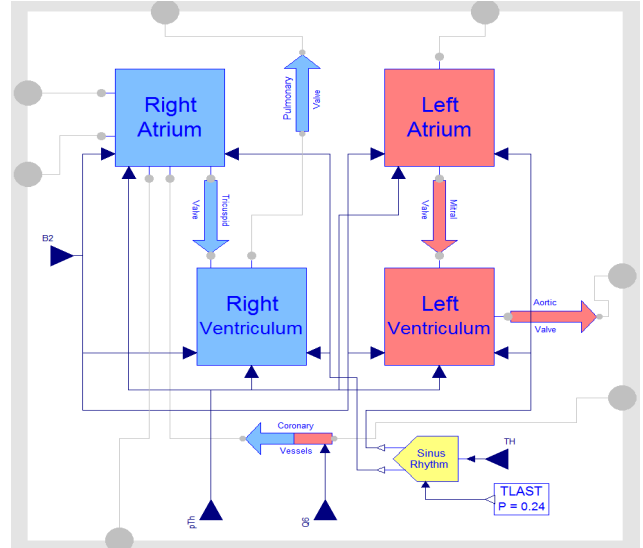 Right
Atrium
Pulmonary
Valve
Left
Atrium
Tricuspid
Valve
Mitral
Valve
B2
Right
Ventriculum
Left
Ventriculum
Aortic
Valve
Coronary
Vessels
Sinus
Rhythm
TH
TLAST
P = 0.24
pTh
Q6